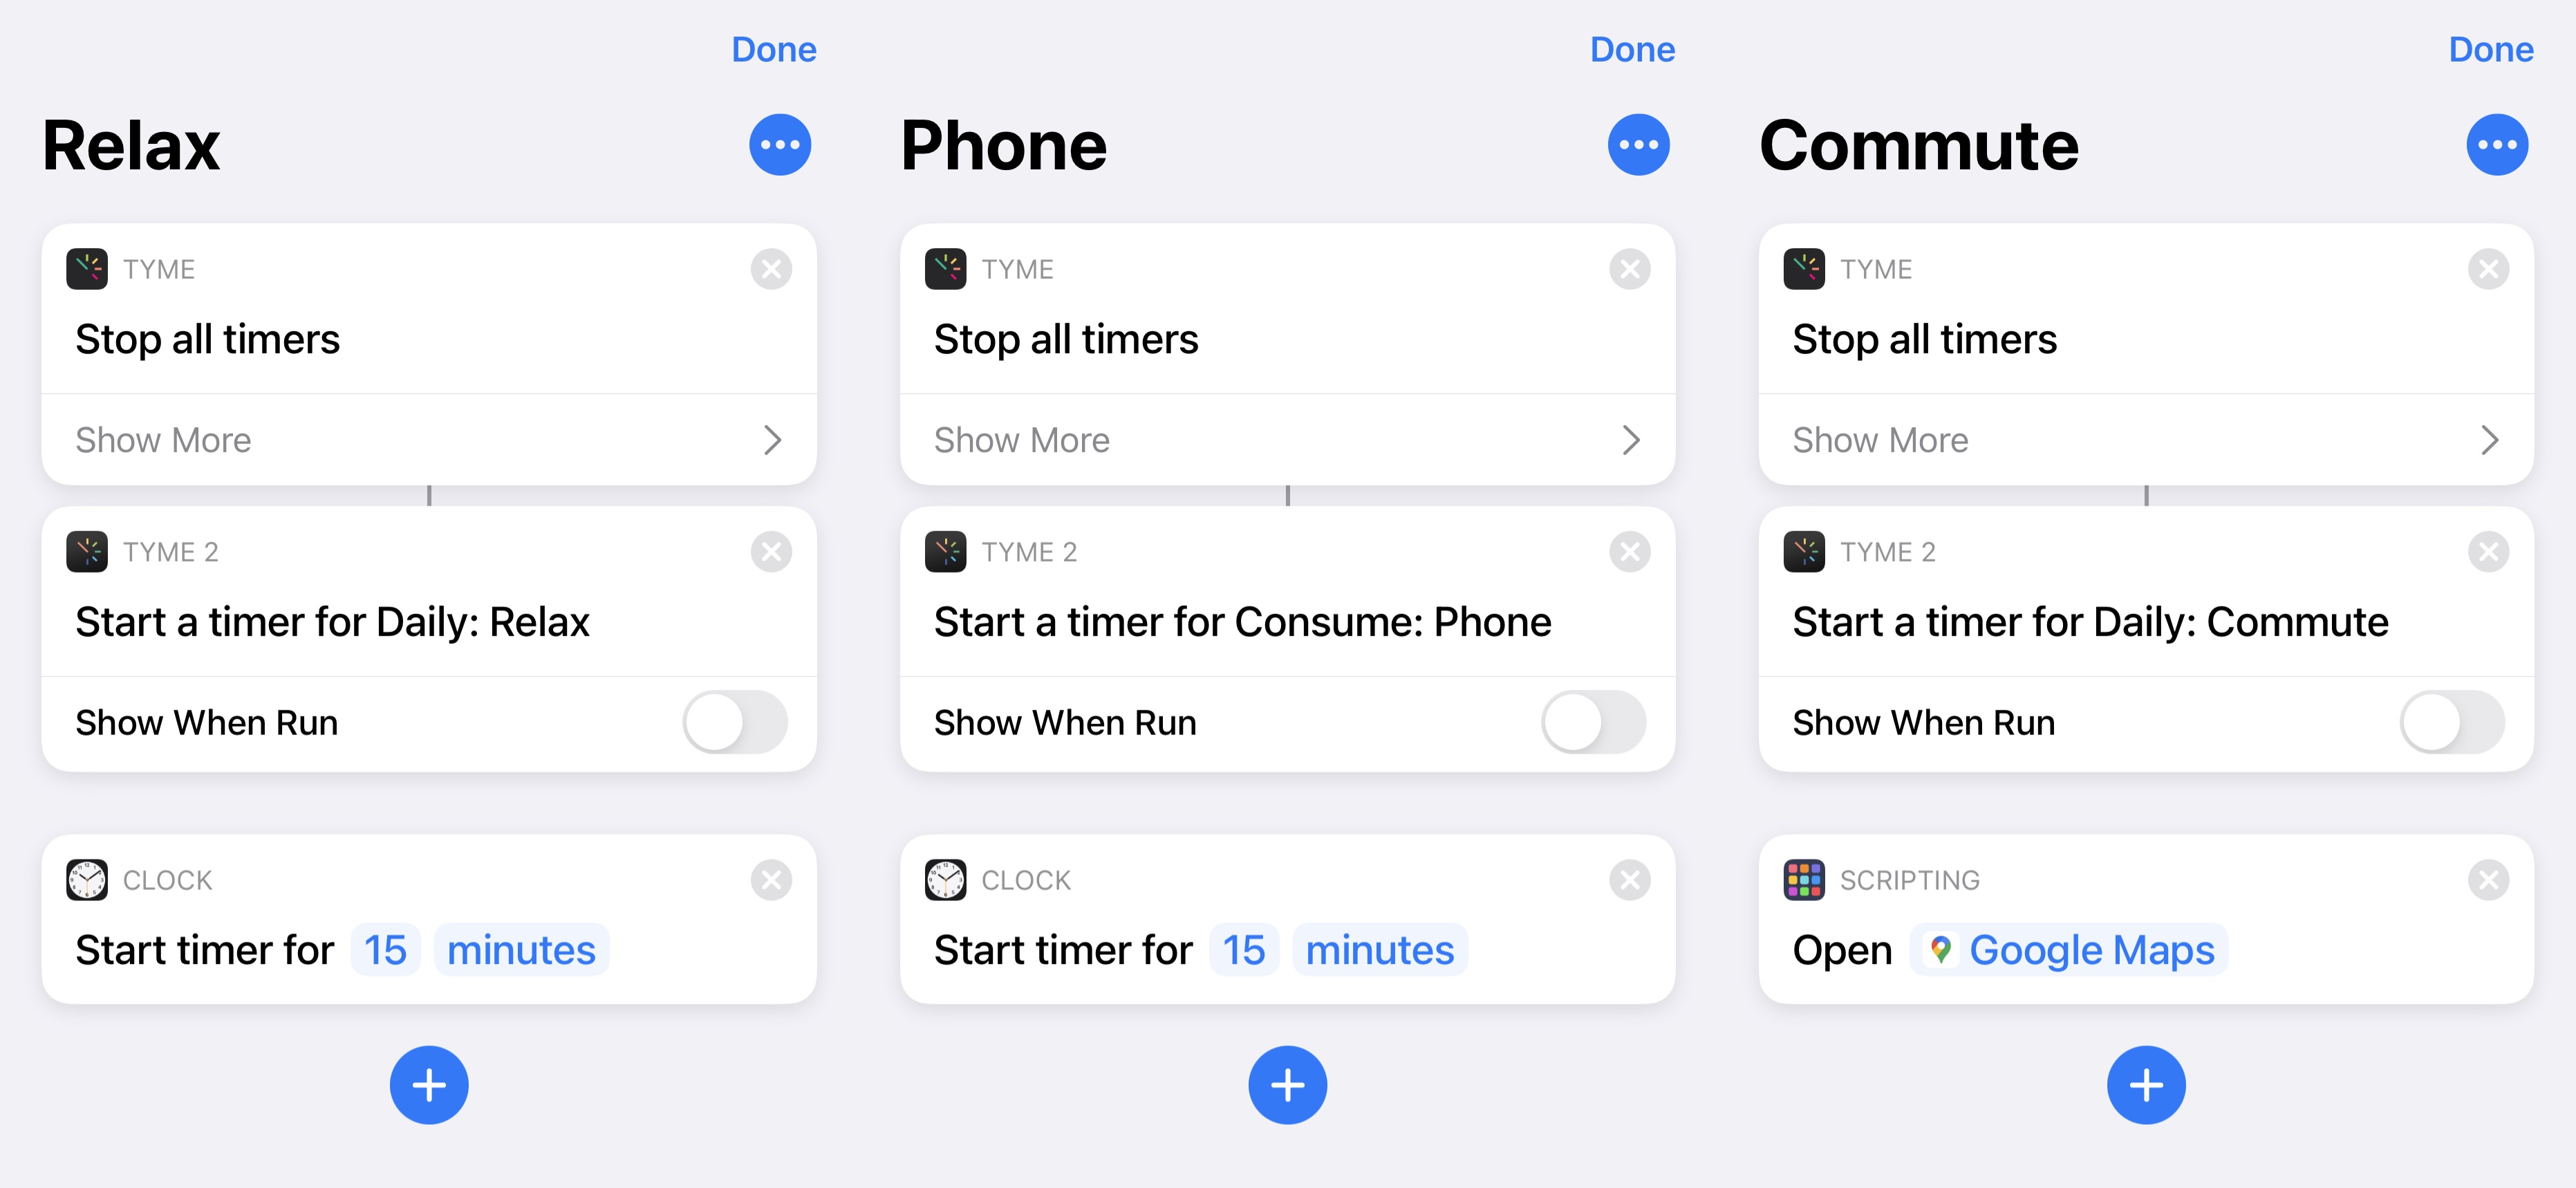 Done
Relax
TYME
Stop all timers
Show More
TYME 2
Start a timer for Daily: Relax
Show When Run
CLOCK
Start timer for 15 minutes
Done
Phone
TYME
Stop all timers
Show More
TYME 2
Start a timer for Consume: Phone
Show When Run
CLOCK
Start timer for 15 minutes
Done
Commute
TYME
Stop all timers
Show More
TYME 2
Start a timer for Daily: Commute
Show When Run
SCRIPTING
Open Google Maps